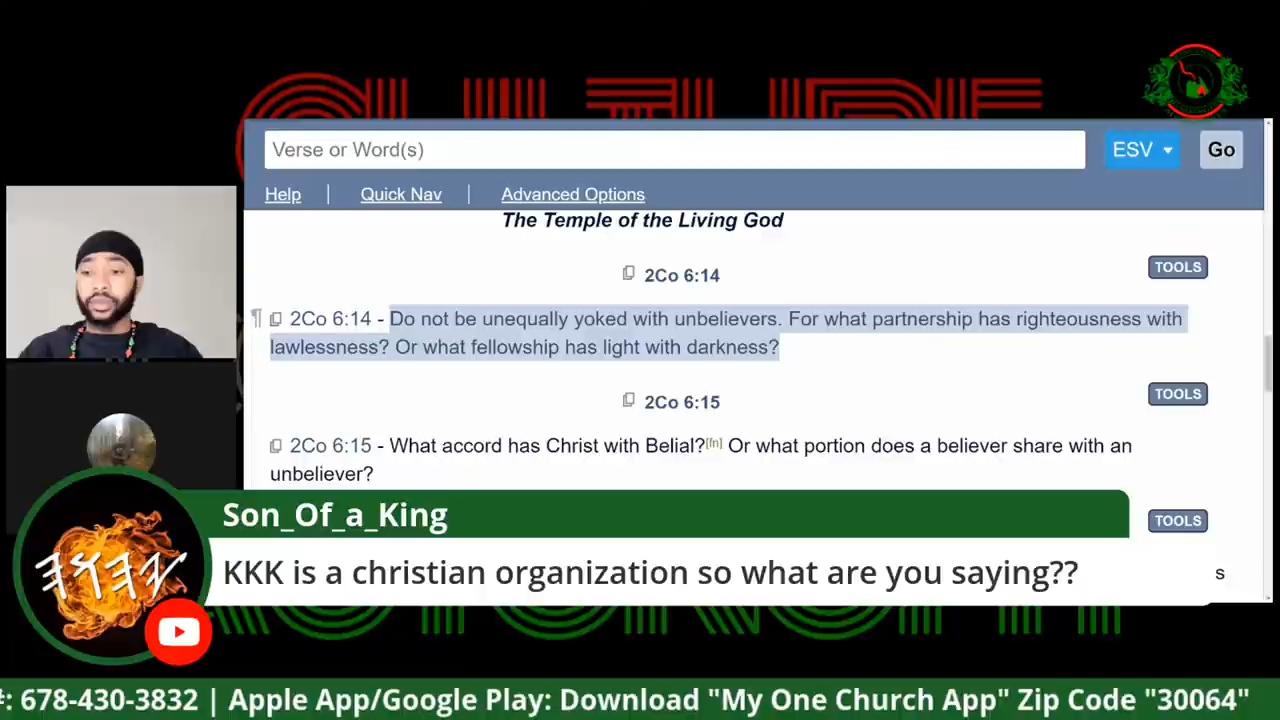 Verse or Word(s)
ESV
Go
Help | Quick Nav | Advanced Options
The Temple of the Living God
2Co 6:14
TOOLS
¶ 2Co 6:14 - Do not be unequally yoked with unbelievers. For what partnership has righteousness with
lawlessness? Or what fellowship has light with darkness?
2Co 6:15
TOOLS
2Co 6:15 - What accord has Christ with Belial?[fn] Or what portion does a believer share with an
unbeliever?
Son_Of_a_King
TOOLS
𐤉𐤄𐤅𐤄
KKK is a christian organization so what are you saying??
s
#: 678-430-3832 | Apple App/Google Play: Download "My One Church App" Zip Code "30064"